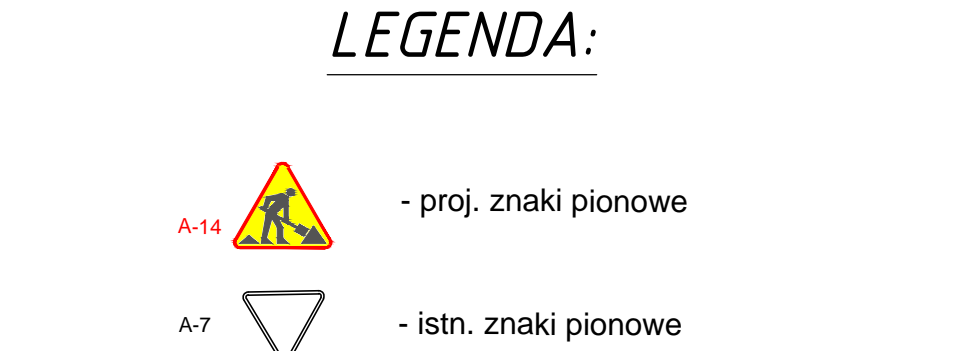 LEGENDA:
- proj. znaki pionowe
A-14
A-7 - istn. znaki pionowe